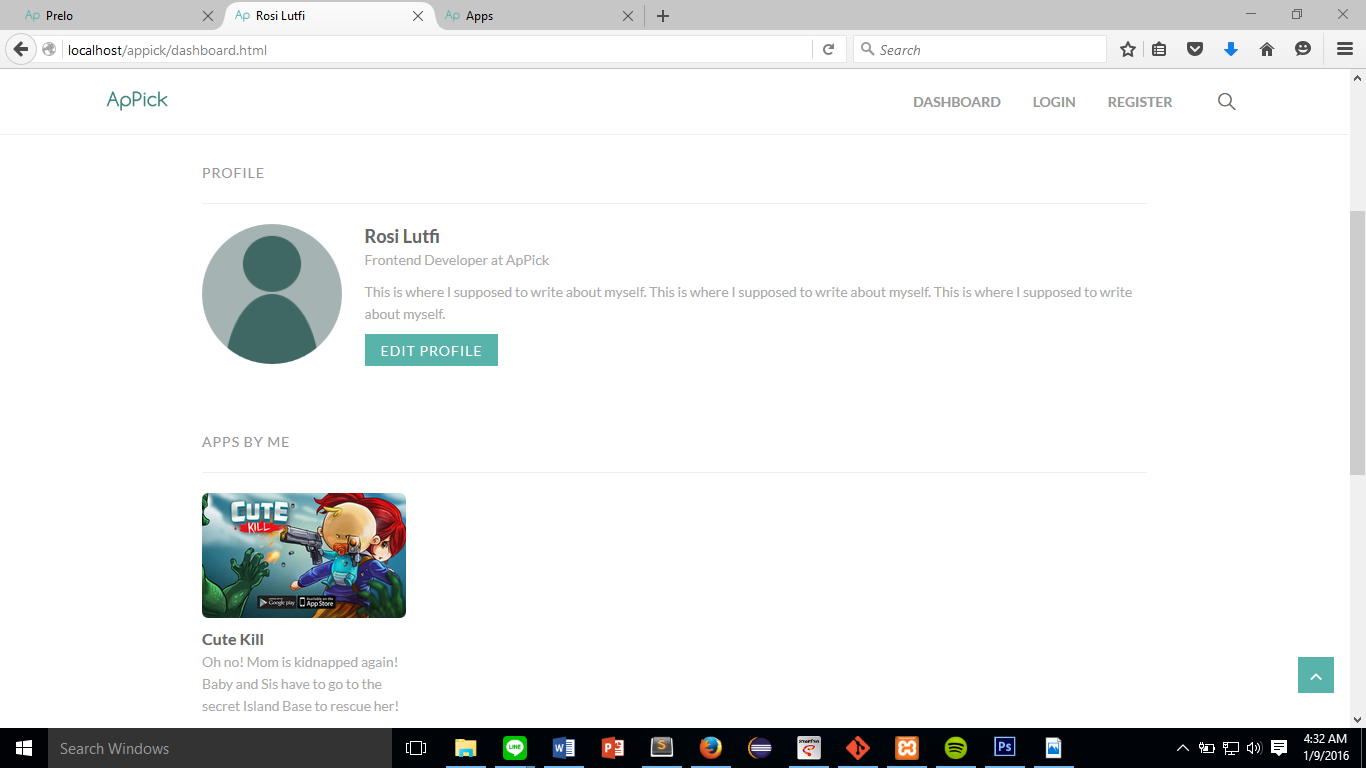 Prelo
Rosi Lutfi
Apps
localhost/appick/dashboard.html
Search
ApPick
DASHBOARD
LOGIN
REGISTER
PROFILE
Rosi Lutfi
Frontend Developer at ApPick
This is where I supposed to write about myself. This is where I supposed to write about myself. This is where I supposed to write
about myself.
EDIT PROFILE
APPS BY ME
CUTE
KILL
Google play
App Store
Cute Kill
Oh no! Mom is kidnapped again!
Baby and Sis have to go to the
secret Island Base to rescue her!
Search Windows
LINE
4:32 AM
1/9/2016